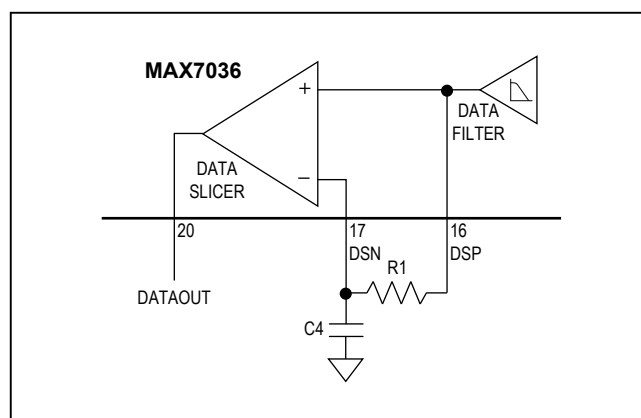 MAX7036
+
DATA
FILTER
DATA
SLICER
−
20
17
16
DSN
DSP
R1
DATAOUT
C4